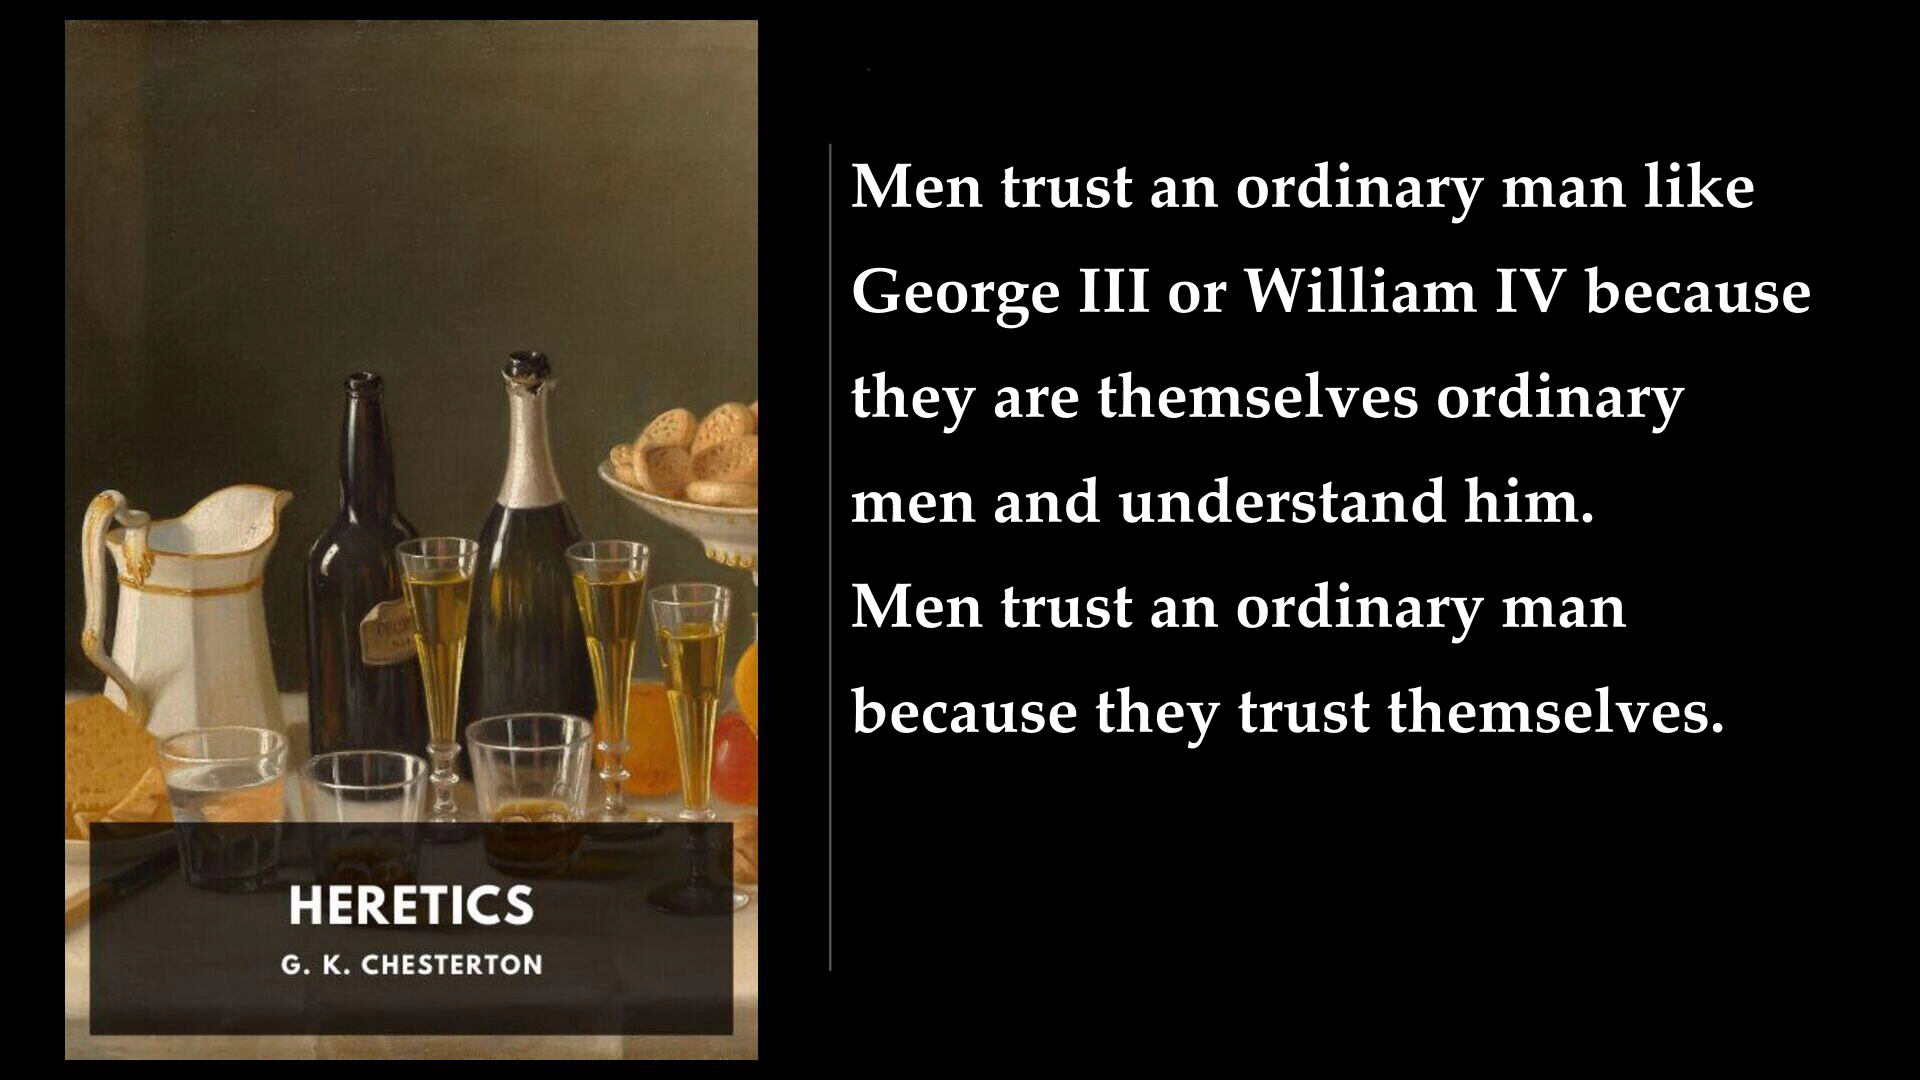 Men trust an ordinary man like
George III or William IV because
they are themselves ordinary
men and understand him.
Men trust an ordinary man
because they trust themselves.
HERETICS
G. K. CHESTERTON